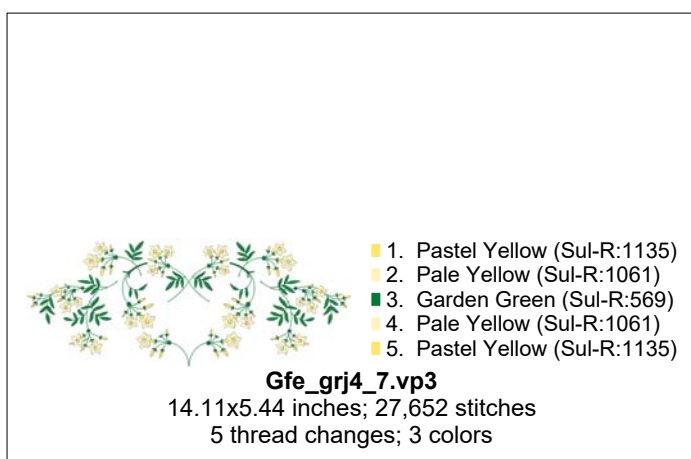 1. Pastel Yellow (Sul-R:1135)
2. Pale Yellow (Sul-R:1061)
3. Garden Green (Sul-R:569)
4. Pale Yellow (Sul-R:1061)
5. Pastel Yellow (Sul-R:1135)
Gfe_grj4_7.vp3
14.11x5.44 inches; 27,652 stitches
5 thread changes; 3 colors